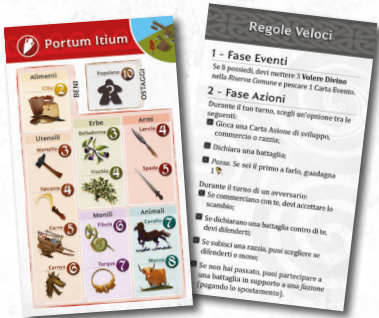 Portum Itium
Alimenti
Cibo 2
BENI
Popolano 10
OSTAGGI
Utensili
Martello 3
Falcetto 4
Carro 5
Carnyx 6
Erbe
Belladonna 3
Vischio 4
Armi
Lancia 4
Spada 5
Monili
Fibula 6
Torque 7
Animali
Cavallo 7
Mucca 8
Regole Veloci
1 – Fase Eventi
Se li possiedi, devi mettere 3 Volere Divino
nella Riserva Comune e pescare 1 Carta Evento.
2 – Fase Azioni
Durante il tuo turno, scegli un'opzione tra le
seguenti:
Gioca una Carta Azione di sviluppo,
commercio o razzia;
Dichiara una battaglia;
Passa. Se sei il primo a farlo, guadagna
1
Durante il turno di un avversario:
Se commerciano con te, devi accettare lo
scambio;
Se dichiarano una battaglia contro di te,
devi difenderti;
Se subisci una razzia, puoi scegliere se
difenderti o meno;
Se non hai passato, puoi partecipare a
una battaglia in supporto a una fazione
(pagando lo spostamento).